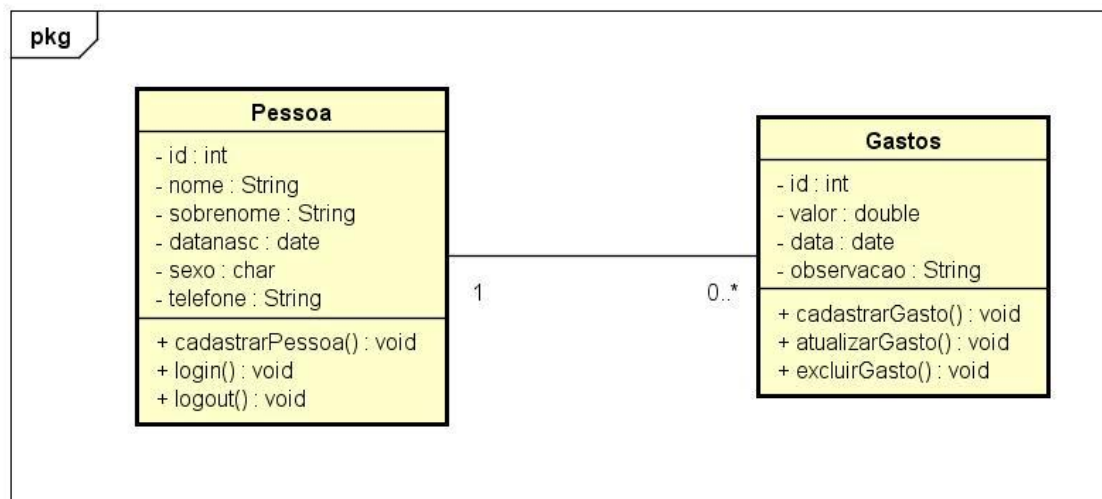 pkg
Pessoa
- id : int
- nome : String
- sobrenome : String
- datanasc : date
- sexo : char
- telefone : String
+ cadastrarPessoa() : void
+ login() : void
+ logout() : void
1
0..*
Gastos
- id : int
- valor : double
- data : date
- observacao : String
+ cadastrarGasto() : void
+ atualizarGasto() : void
+ excluirGasto() : void